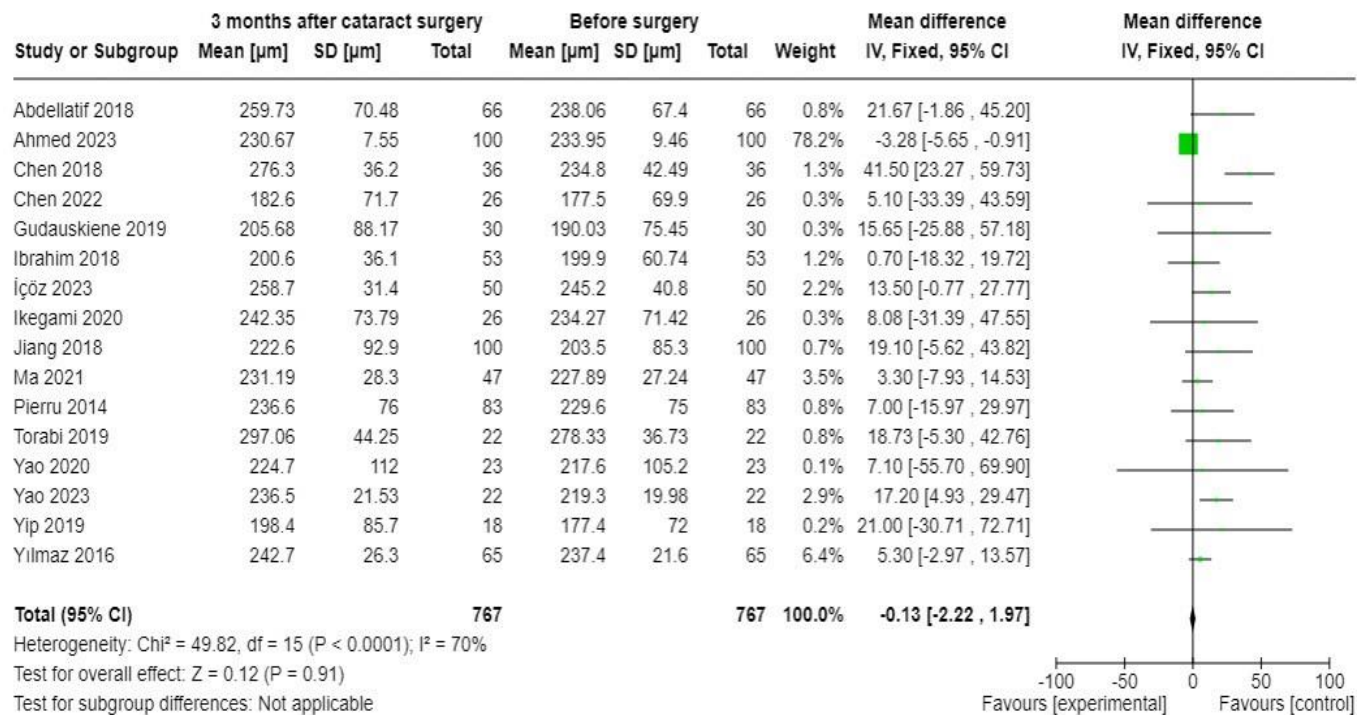 3 months after cataract surgery Before surgery Mean difference Mean difference
Study or Subgroup Mean [µm] SD [µm] Total Mean [µm] SD [µm] Total Weight IV, Fixed, 95% CI IV, Fixed, 95% CI
Abdellatif 2018 259.73 70.48 66 238.06 67.4 66 0.8% 21.67 [-1.86 , 45.20]
Ahmed 2023 230.67 7.55 100 233.95 9.46 100 78.2% -3.28 [-5.65 , -0.91]
Chen 2018 276.3 36.2 36 234.8 42.49 36 1.3% 41.50 [23.27 , 59.73]
Chen 2022 182.6 71.7 26 177.5 69.9 26 0.3% 5.10 [-33.39 , 43.59]
Gudauskiene 2019 205.68 88.17 30 190.03 75.45 30 0.3% 15.65 [-25.88 , 57.18]
Ibrahim 2018 200.6 36.1 53 199.9 60.74 53 1.2% 0.70 [-18.32 , 19.72]
İçöz 2023 258.7 31.4 50 245.2 40.8 50 2.2% 13.50 [-0.77 , 27.77]
Ikegami 2020 242.35 73.79 26 234.27 71.42 26 0.3% 8.08 [-31.39 , 47.55]
Jiang 2018 222.6 92.9 100 203.5 85.3 100 0.7% 19.10 [-5.62 , 43.82]
Ma 2021 231.19 28.3 47 227.89 27.24 47 3.5% 3.30 [-7.93 , 14.53]
Pierru 2014 236.6 76 83 229.6 75 83 0.8% 7.00 [-15.97 , 29.97]
Torabi 2019 297.06 44.25 22 278.33 36.73 22 0.8% 18.73 [-5.30 , 42.76]
Yao 2020 224.7 112 23 217.6 105.2 23 0.1% 7.10 [-55.70 , 69.90]
Yao 2023 236.5 21.53 22 219.3 19.98 22 2.9% 17.20 [4.93 , 29.47]
Yip 2019 198.4 85.7 18 177.4 72 18 0.2% 21.00 [-30.71 , 72.71]
Yılmaz 2016 242.7 26.3 65 237.4 21.6 65 6.4% 5.30 [-2.97 , 13.57]
Total (95% CI) 767 767 100.0% -0.13 [-2.22 , 1.97]
Heterogeneity: Chi² = 49.82, df = 15 (P < 0.0001); I² = 70%
Test for overall effect: Z = 0.12 (P = 0.91)
-100 -50 0 50 100
Test for subgroup differences: Not applicable Favours [experimental] Favours [control]